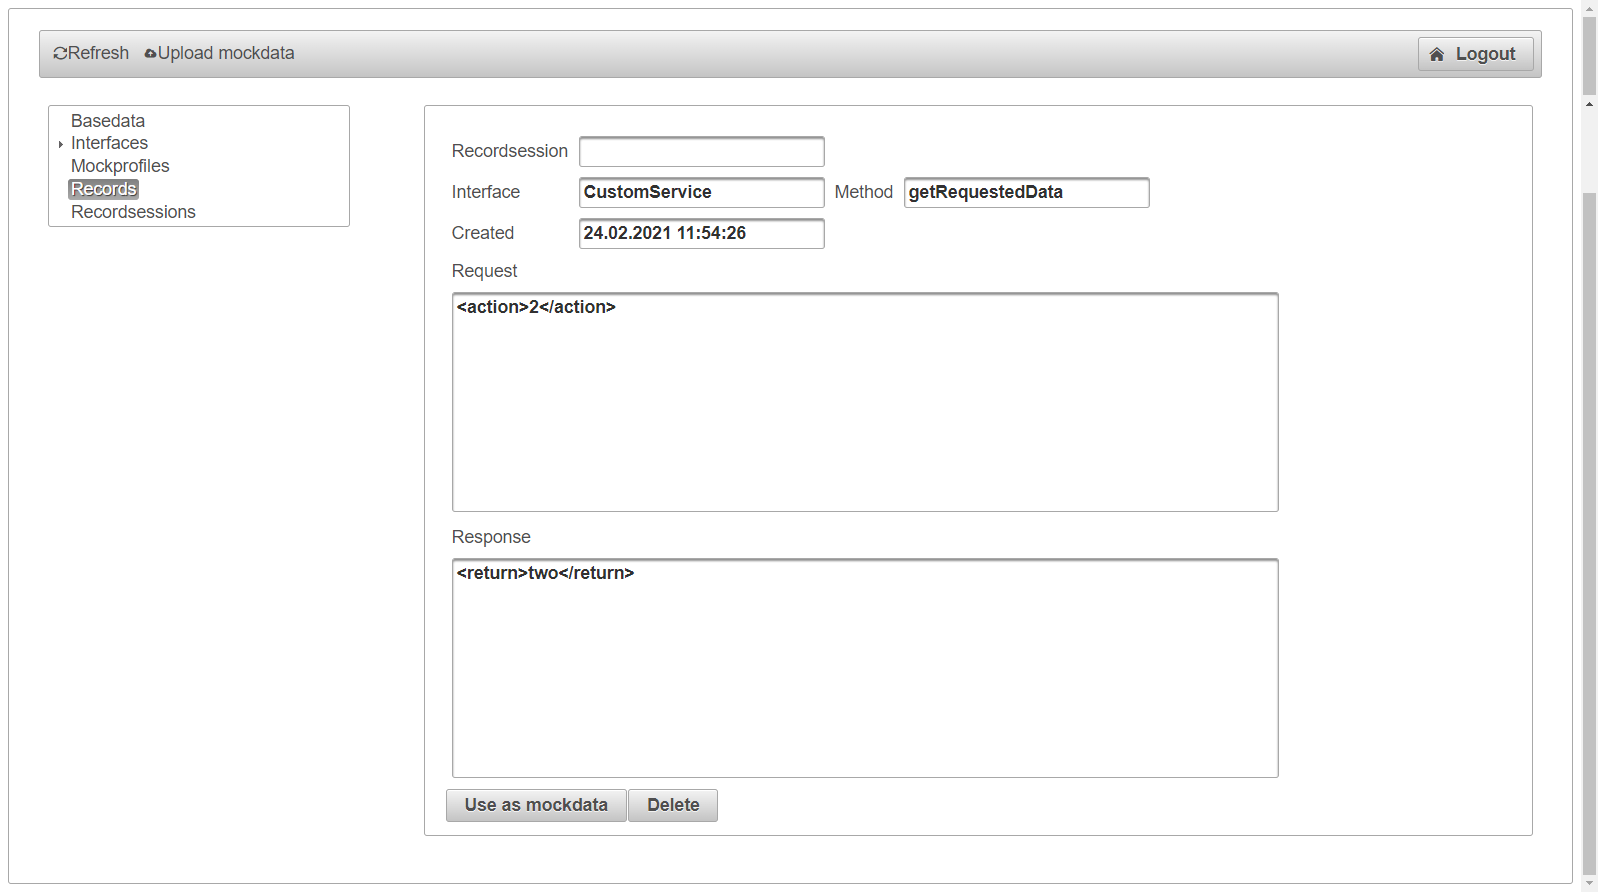 Refresh Upload mockdata Logout
Basedata
Interfaces
Mockprofiles
Records
Recordsessions
Recordsession
Interface CustomService Method getRequestedData
Created 24.02.2021 11:54:26
Request
<action>2</action>
Response
<return>two</return>
Use as mockdata Delete